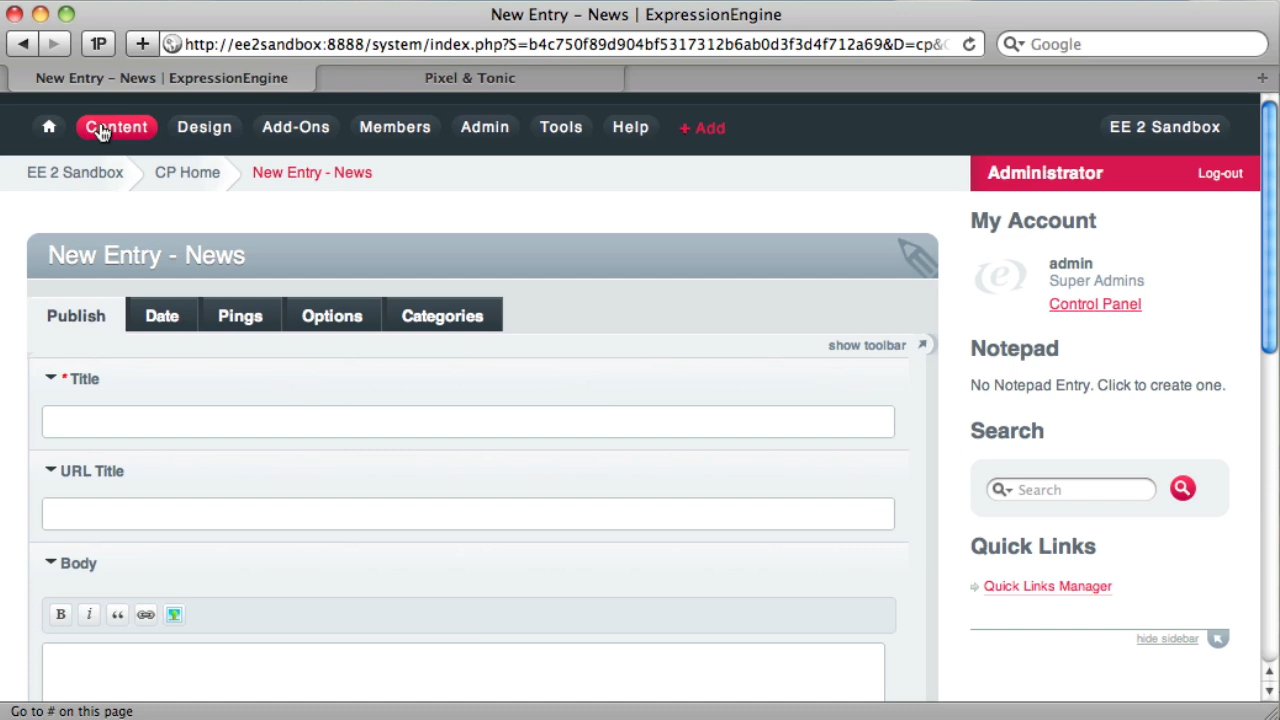 New Entry – News | ExpressionEngine
1P
http://ee2sandbox:8888/system/index.php?S=b4c750f89d904bf5317312b6ab0d3f3d4f712a69&D=cp&
Google
New Entry – News | ExpressionEngine
Pixel & Tonic
Content
Design
Add-Ons
Members
Admin
Tools
Help
+ Add
EE 2 Sandbox
EE 2 Sandbox
CP Home
New Entry - News
Administrator
Log-out
New Entry - News
Publish
Date
Pings
Options
Categories
show toolbar
* Title
URL Title
Body
B
i
“
My Account
admin
Super Admins
Control Panel
Notepad
No Notepad Entry. Click to create one.
Search
Search
Quick Links
Quick Links Manager
hide sidebar
Go to # on this page